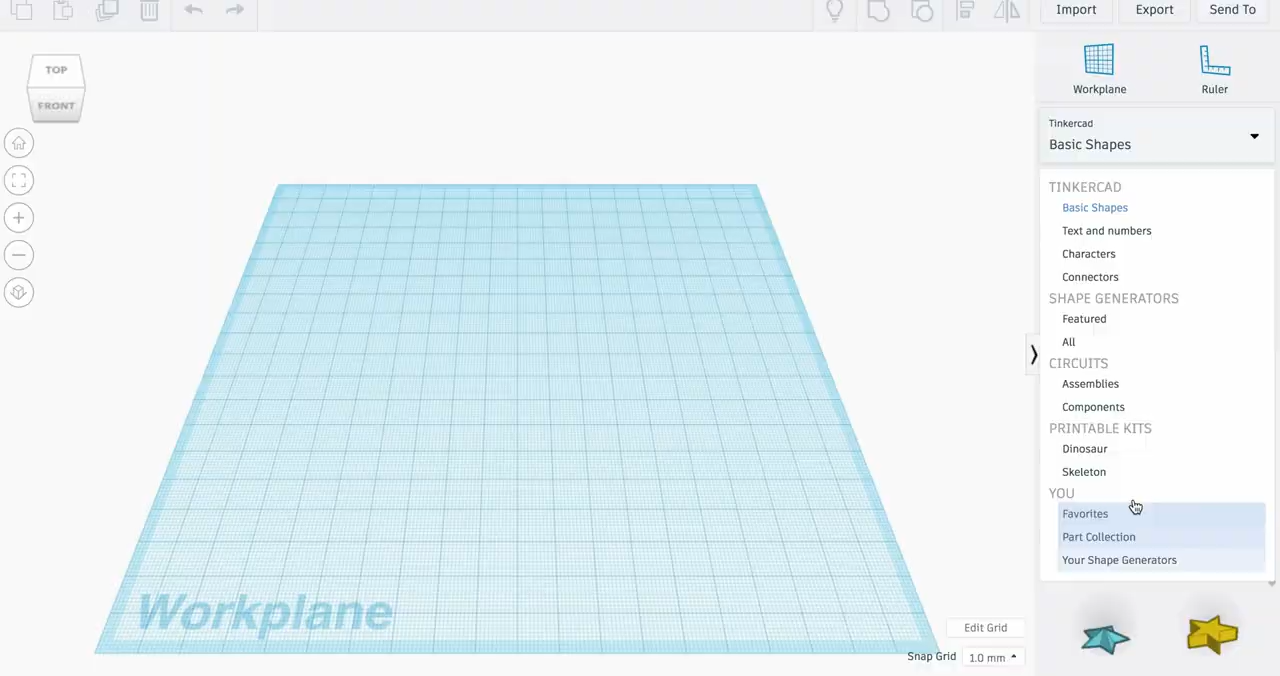 Import
Export
Send To
TOP
FRONT
Workplane
Ruler
Tinkercad
Basic Shapes
TINKERCAD
Basic Shapes
Text and numbers
Characters
Connectors
SHAPE GENERATORS
Featured
All
CIRCUITS
Assemblies
Components
PRINTABLE KITS
Dinosaur
Skeleton
YOU
Favorites
Part Collection
Your Shape Generators
Workplane
Edit Grid
Snap Grid 1.0 mm